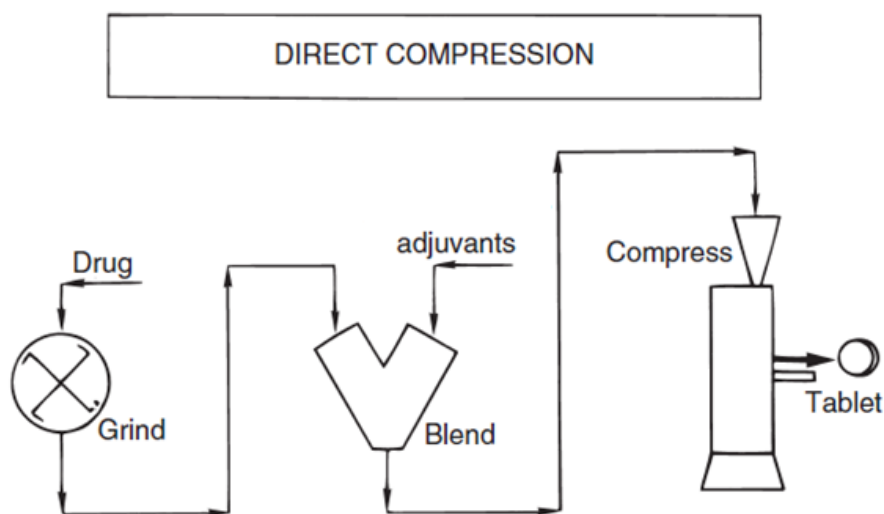 DIRECT COMPRESSION
Drug
adjuvants
Compress
Grind
Blend
Tablet